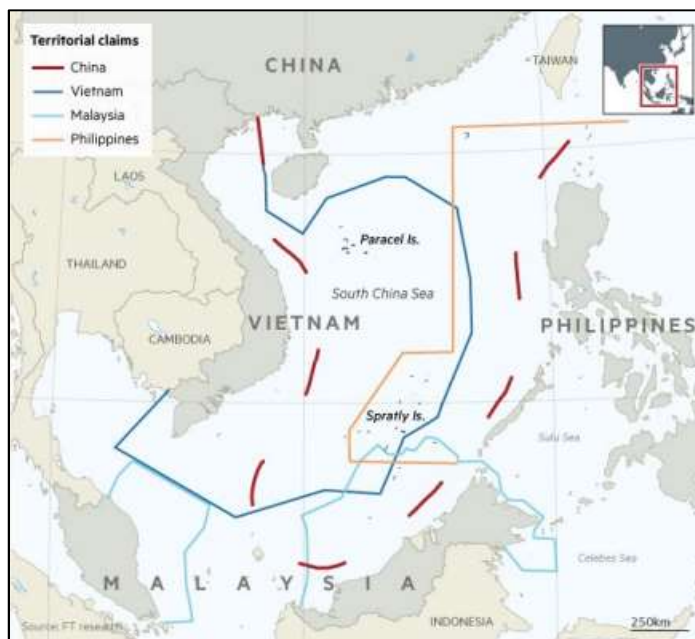 Territorial claims
China
Vietnam
Malaysia
Philippines
CHINA
TAIWAN
LAOS
Paracel Is.
THAILAND
South China Sea
VIETNAM
PHILIPPINES
CAMBODIA
Spratly Is.
Sulu Sea
Celebes Sea
MALAYSIA
INDONESIA
Source: FT research
250km